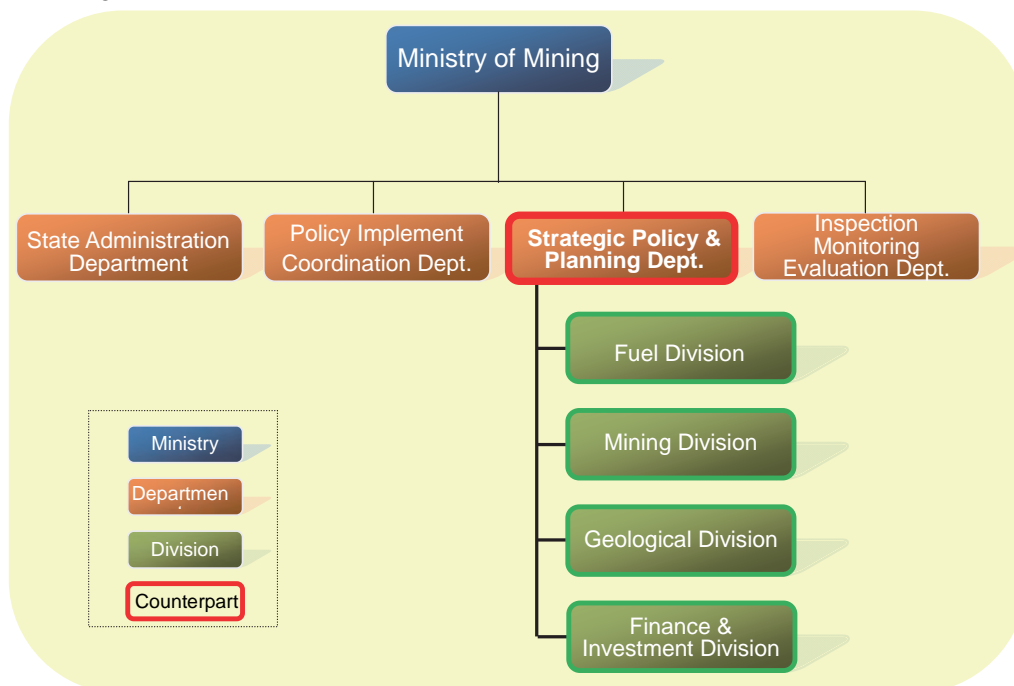 Ministry of Mining
State Administration
Department
Policy Implement
Coordination Dept.
Strategic Policy &
Planning Dept.
Inspection
Monitoring
Evaluation Dept.
Fuel Division
Mining Division
Geological Division
Finance &
Investment Division
Ministry
Departmen
Division
Counterpart